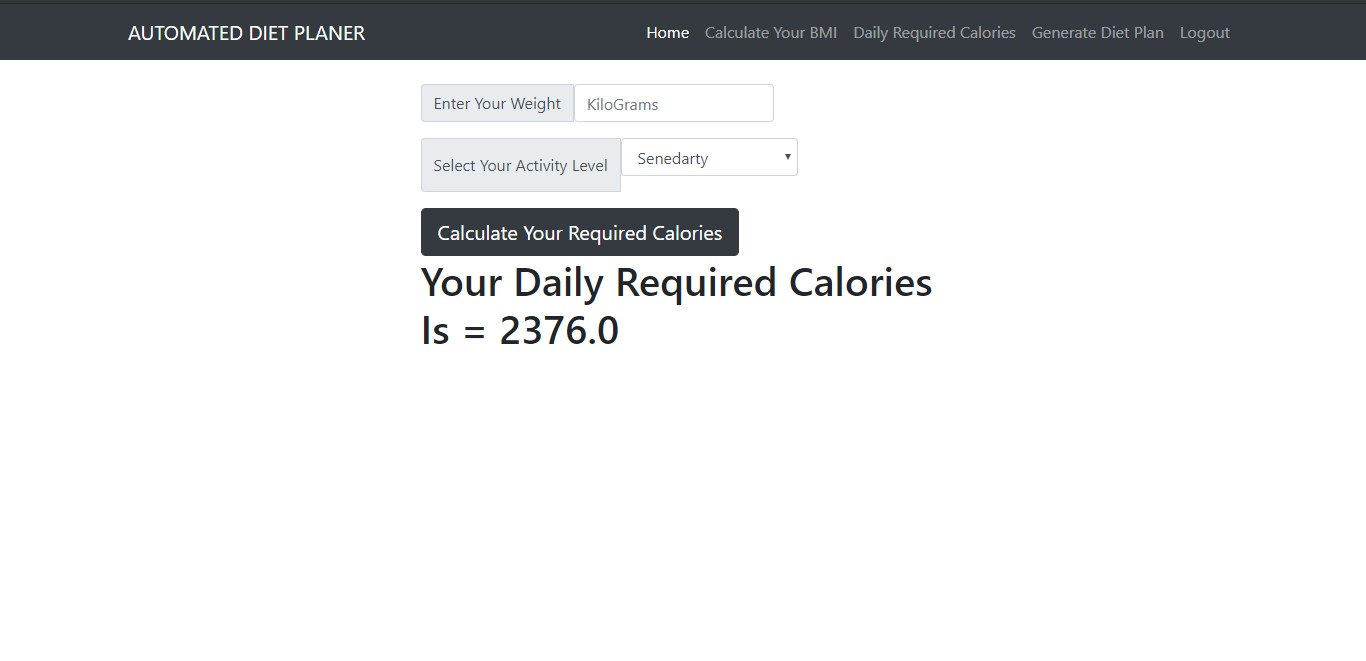 AUTOMATED DIET PLANER
Home Calculate Your BMI Daily Required Calories Generate Diet Plan Logout
Enter Your Weight KiloGrams
Select Your Activity Level Senedarty
Calculate Your Required Calories
Your Daily Required Calories
Is = 2376.0